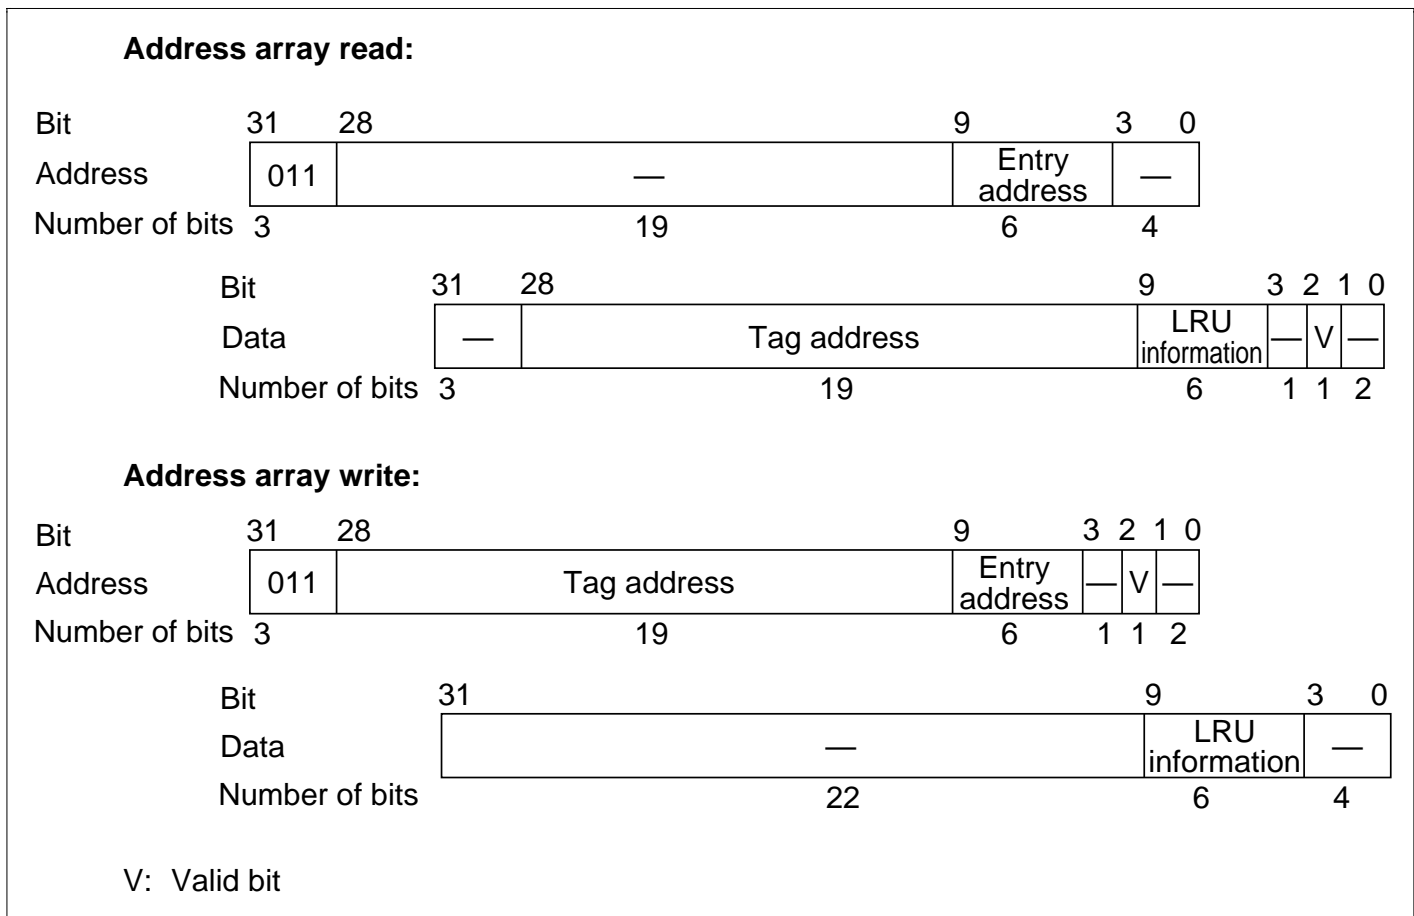 Address array read:
Bit 31 28 9 3 0
Address 011 — Entry address —
Number of bits 3 19 6 4
Bit 31 28 9 3 2 1 0
Data — Tag address LRU information — V —
Number of bits 3 19 6 1 1 2
Address array write:
Bit 31 28 9 3 2 1 0
Address 011 Tag address Entry address — V —
Number of bits 3 19 6 1 1 2
Bit 31 9 3 0
Data — LRU information —
Number of bits 22 6 4
V: Valid bit